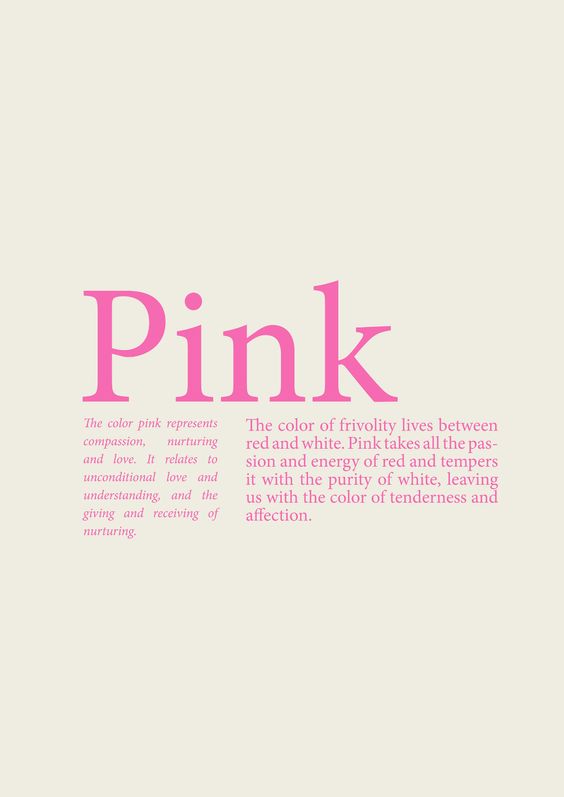 Pink
The color pink represents
compassion, nurturing
and love. It relates to
unconditional love and
understanding, and the
giving and receiving of
nurturing.
The color of frivolity lives between
red and white. Pink takes all the pas-
sion and energy of red and tempers
it with the purity of white, leaving
us with the color of tenderness and
affection.